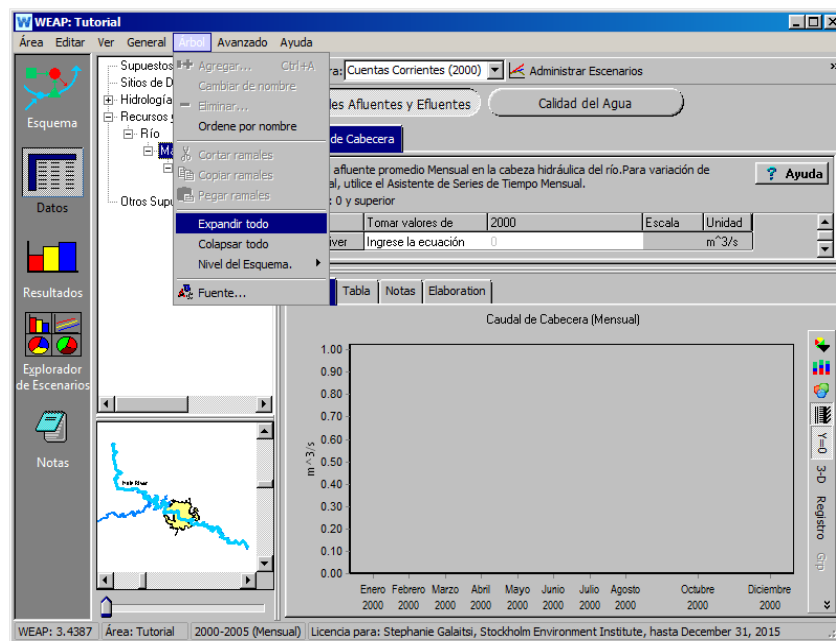 WEAP: Tutorial
Área Editar Ver General Árbol Avanzado Ayuda
Esquema
Datos
Resultados
Explorador
de Escenarios
Notas
Supuestos
Sitios de D
Hidrología
Recursos
Río
Otros Sup
Agregar... Ctrl+A
Cambiar de nombre
Eliminar...
Ordene por nombre
Cortar ramales
Copiar ramales
Pegar ramales
Expandir todo
Colapsar todo
Nivel del Esquema.
Fuente...
Cuentas Corrientes (2000) Administrar Escenarios
es Afluentes y Efluentes) Calidad del Agua
de Cabecera
afluente promedio Mensual en la cabeza hidráulica del río.Para variación de
al, utilice el Asistente de Series de Tiempo Mensual.
: 0 y superior
? Ayuda
Tomar valores de 2000 Escala Unidad
iver Ingrese la ecuación 0 m^3/s
Tabla Notas Elaboration
Caudal de Cabecera (Mensual)
m^3/s
1.00
0.90
0.80
0.70
0.60
0.50
0.40
0.30
0.20
0.10
0.00
Enero Febrero Marzo Abril Mayo Junio Julio Agosto Octubre Diciembre
2000 2000 2000 2000 2000 2000 2000 2000 2000 2000
Y=0
3-D
Registro
Grp
Main River
WEAP: 3.4387 Área: Tutorial 2000-2005 (Mensual) Licencia para: Stephanie Galaitsi, Stockholm Environment Institute, hasta December 31, 2015